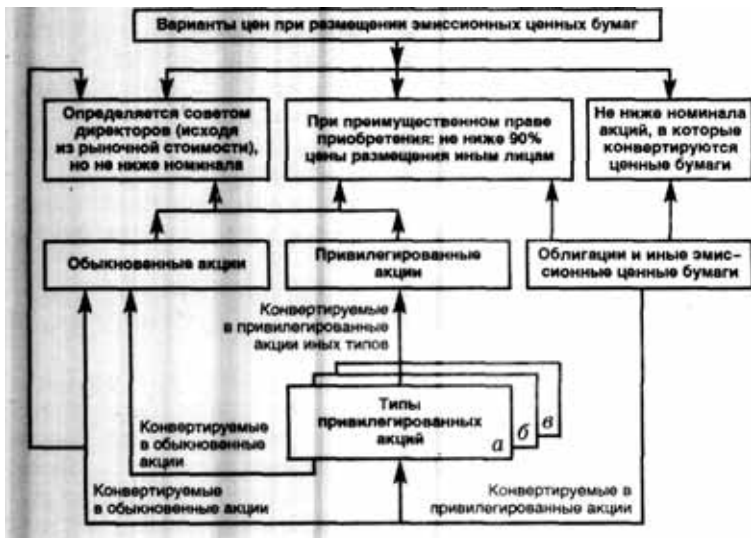 Варианты цен при размещении эмиссионных ценных бумаг
Определяется советом
директоров (исходя
из рыночной стоимости),
но не ниже номинала
При преимущественном праве
приобретения: не ниже 90%
цены размещения иным лицам
Не ниже номинала
акций, в которые
конвертируются
ценные бумаги
Обыкновенные акции
Привилегированные
акции
Облигации и иные эмис-
сионные ценные бумаги
Конвертируемые
в привилегированные
акции иных типов
Типы
привилегированных
акций
а
б
в
Конвертируемые
в обыкновенные
акции
Конвертируемые
в обыкновенные акции
Конвертируемые в
привилегированные акции